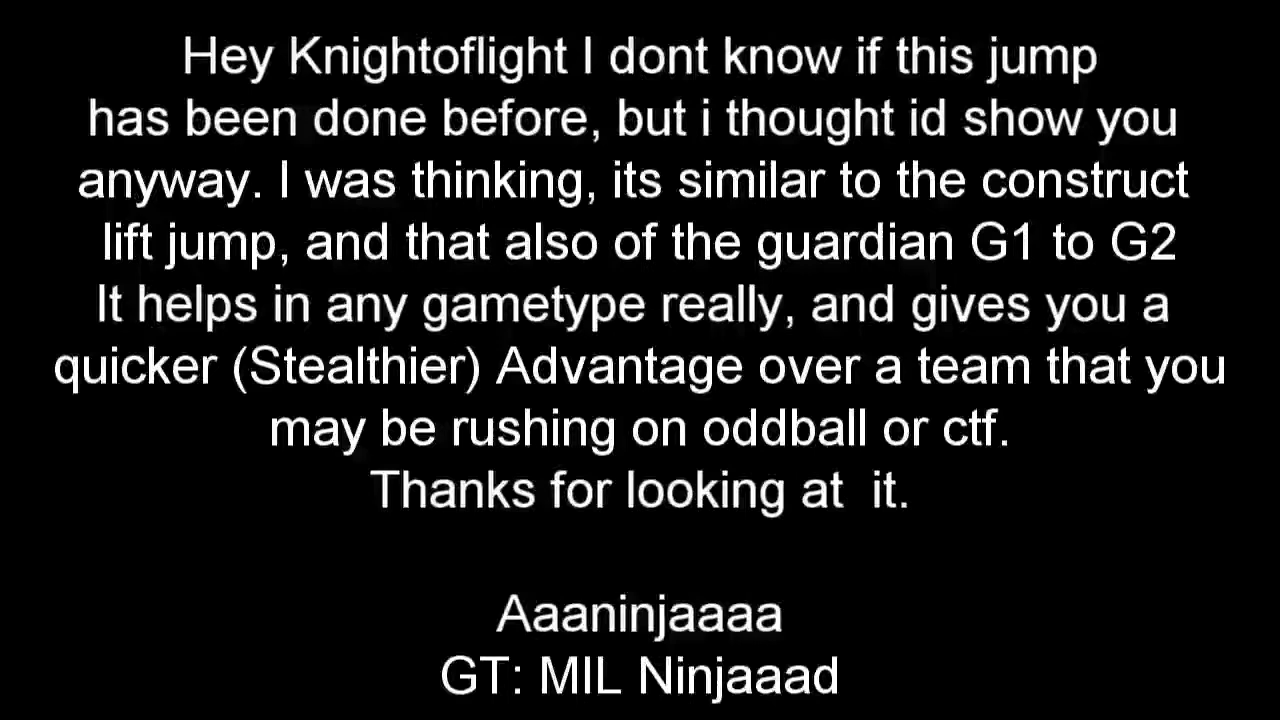 Hey Knightoflight I dont know if this jump
has been done before, but i thought id show you
anyway. I was thinking, its similar to the construct
lift jump, and that also of the guardian G1 to G2
It helps in any gametype really, and gives you a
quicker (Stealthier) Advantage over a team that you
may be rushing on oddball or ctf.
Thanks for looking at  it.
Aaaninjaaaa
GT: MIL Ninjaaad